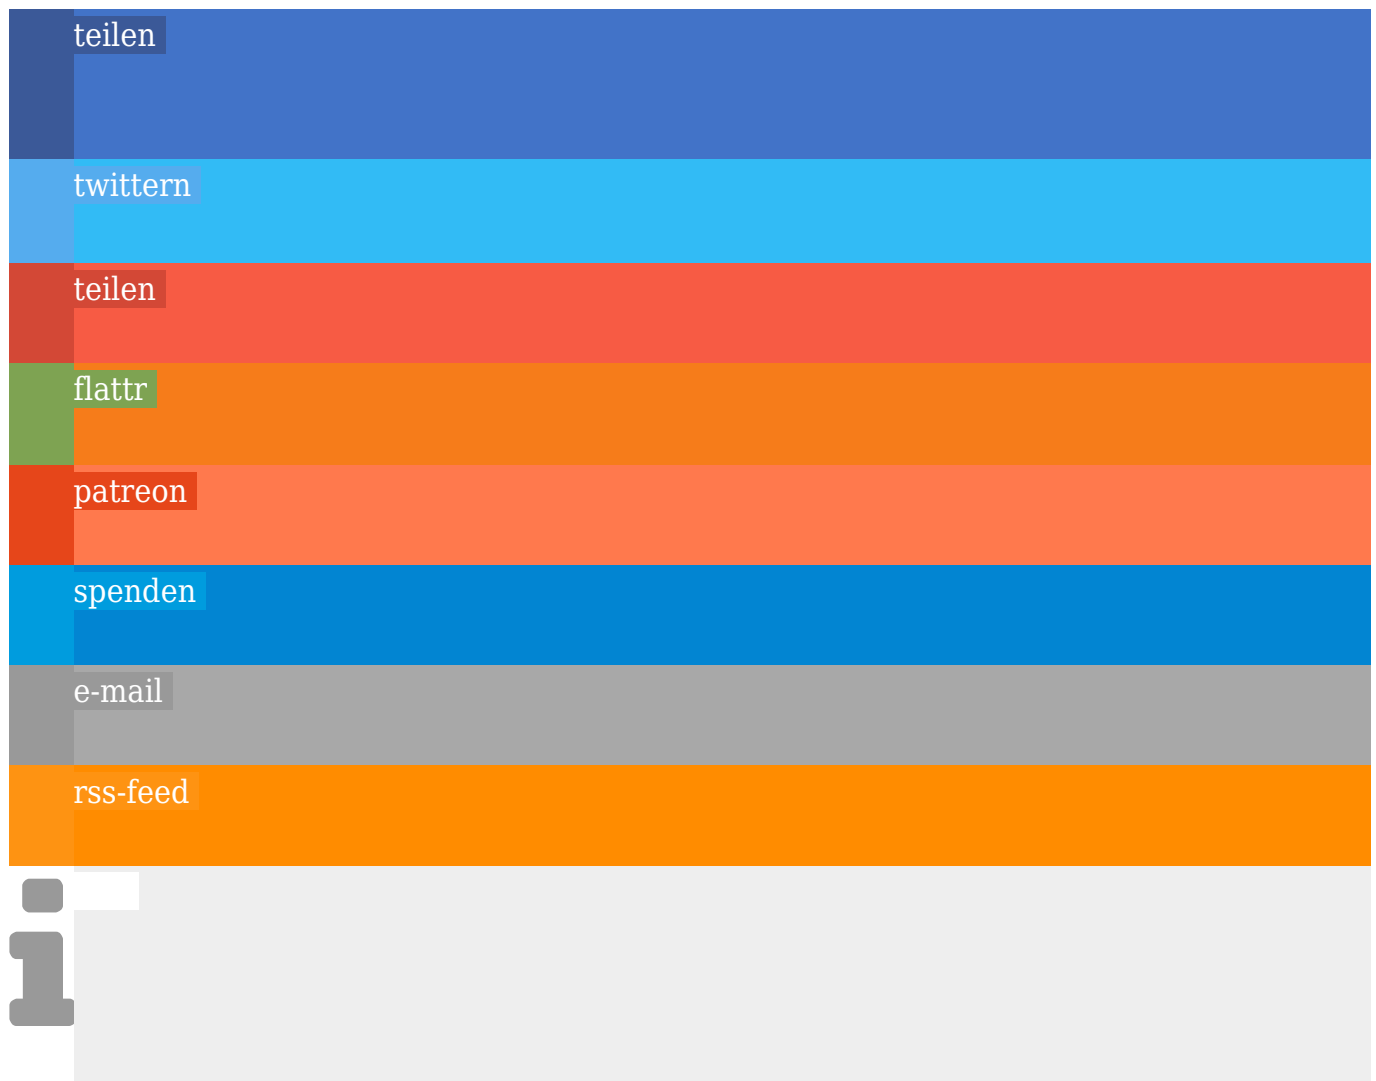 teilen
twittern
teilen
flattr
patreon
spenden
e-mail
rss-feed